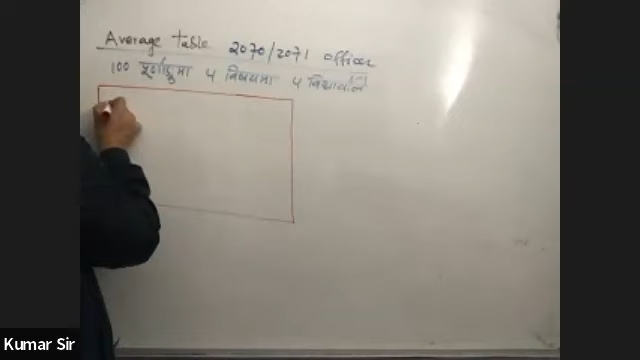 Average table 2070/2071 officer
100 पूर्णाङ्कमा ५ विषयमा ५ विद्यार्थीले
Kumar Sir